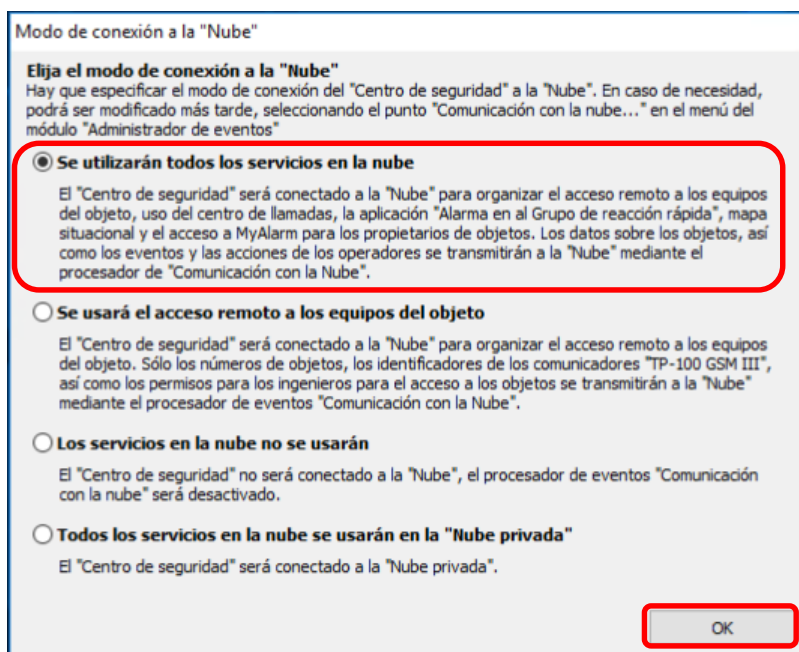 Modo de conexión a la "Nube"
Elija el modo de conexión a la "Nube"
Hay que especificar el modo de conexión del "Centro de seguridad" a la "Nube". En caso de necesidad,
podrá ser modificado más tarde, seleccionando el punto "Comunicación con la nube..." en el menú del
módulo "Administrador de eventos"
Se utilizarán todos los servicios en la nube
El "Centro de seguridad" será conectado a la "Nube" para organizar el acceso remoto a los equipos
del objeto, uso del centro de llamadas, la aplicación "Alarma en al Grupo de reacción rápida", mapa
situacional y el acceso a MyAlarm para los propietarios de objetos. Los datos sobre los objetos, así
como los eventos y las acciones de los operadores se transmitirán a la "Nube" mediante el
procesador de "Comunicación con la Nube".
Se usará el acceso remoto a los equipos del objeto
El "Centro de seguridad" será conectado a la "Nube" para organizar el acceso remoto a los equipos
del objeto. Sólo los números de objetos, los identificadores de los comunicadores "TP-100 GSM III",
así como los permisos para los ingenieros para el acceso a los objetos se transmitirán a la "Nube"
mediante el procesador de eventos "Comunicación con la Nube".
Los servicios en la nube no se usarán
El "Centro de seguridad" no será conectado a la "Nube", el procesador de eventos "Comunicación
con la nube" será desactivado.
Todos los servicios en la nube se usarán en la "Nube privada"
El "Centro de seguridad" será conectado a la "Nube privada".
OK